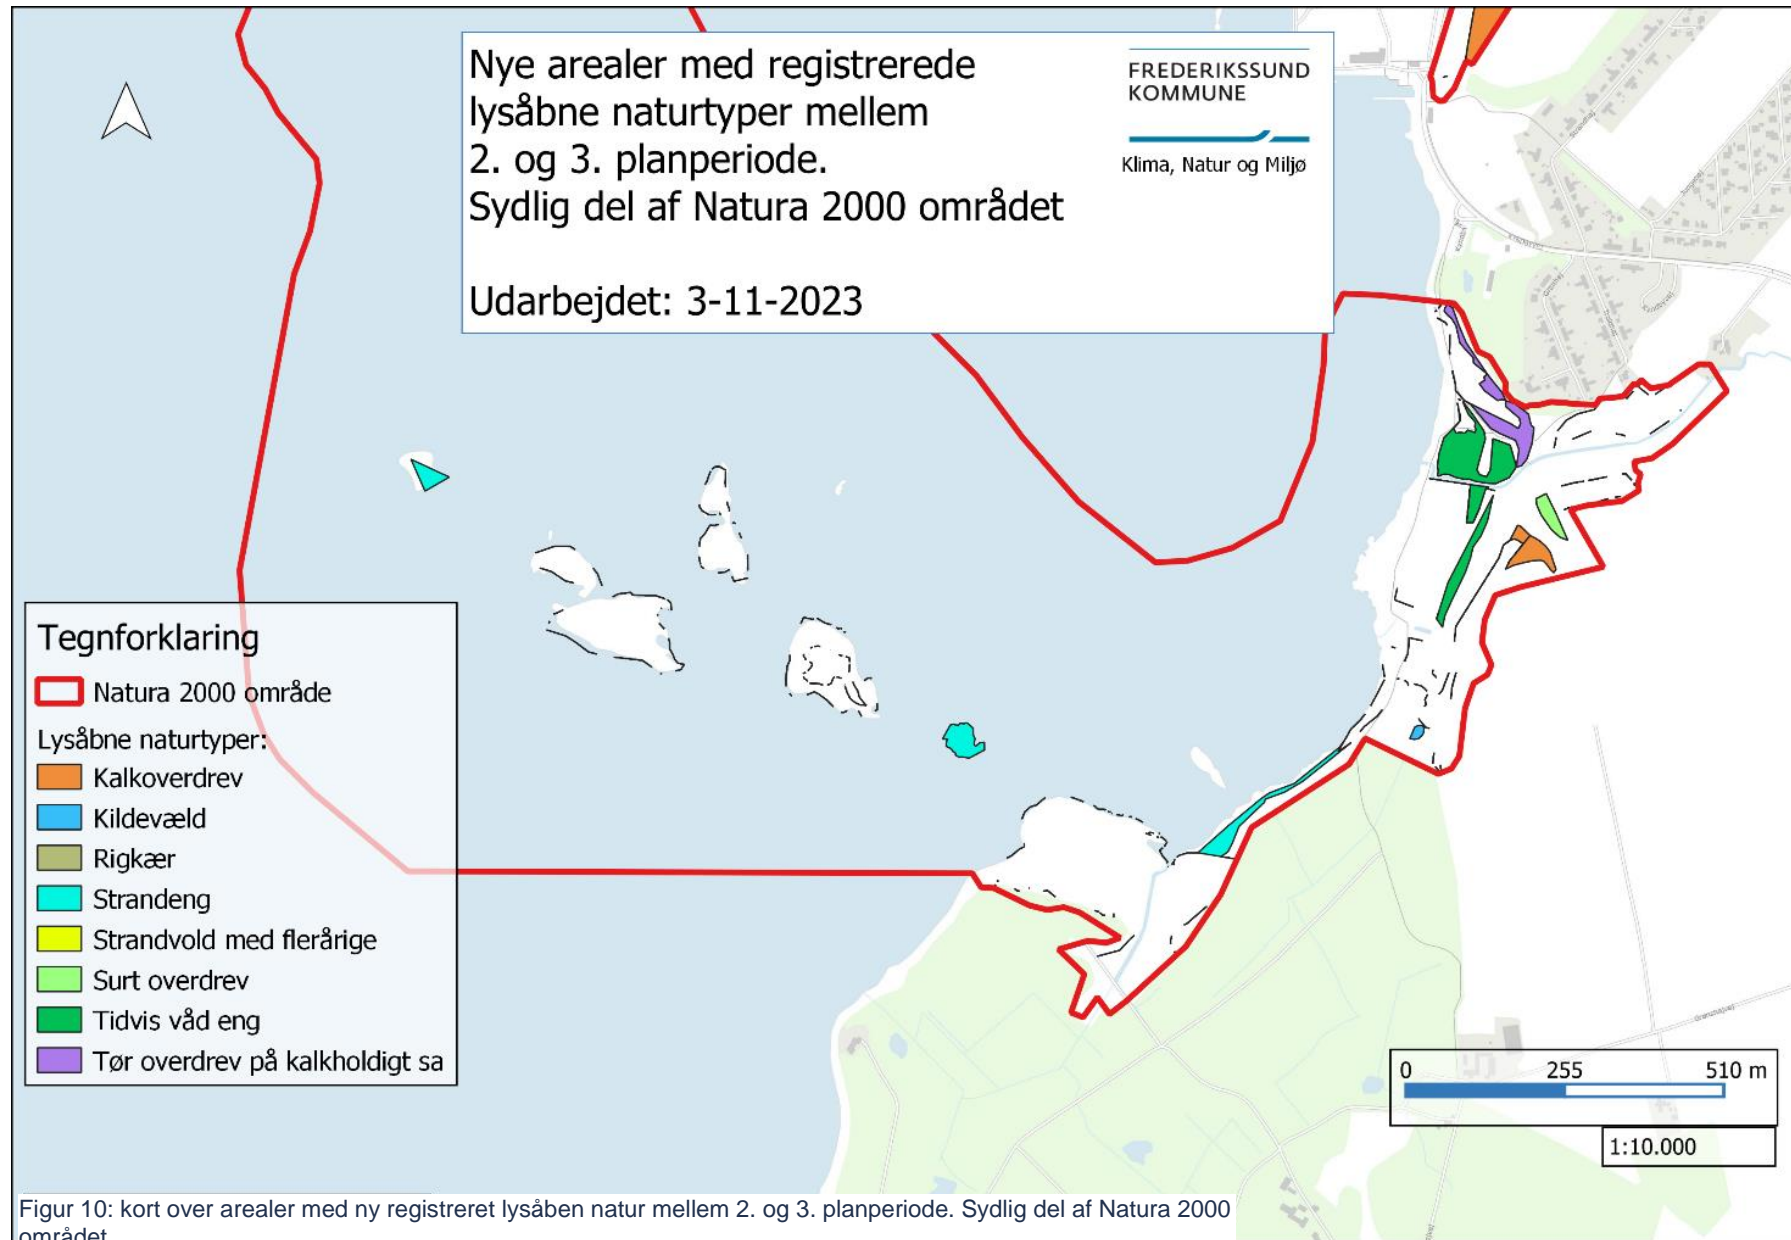 Nye arealer med registrerede
lysåbne naturtyper mellem
2. og 3. planperiode.
Sydlig del af Natura 2000 området
Udarbejdet: 3-11-2023
FREDERIKSSUND
KOMMUNE
Klima, Natur og Miljø
Tegnforklaring
Natura 2000 område
Lysåbne naturtyper:
Kalkoverdrev
Kildevæld
Rigkær
Strandeng
Strandvold med flerårige
Surt overdrev
Tidvis våd eng
Tør overdrev på kalkholdigt sa
0 255 510 m
1:10.000
Figur 10: kort over arealer med ny registreret lysåben natur mellem 2. og 3. planperiode. Sydlig del af Natura 2000
området